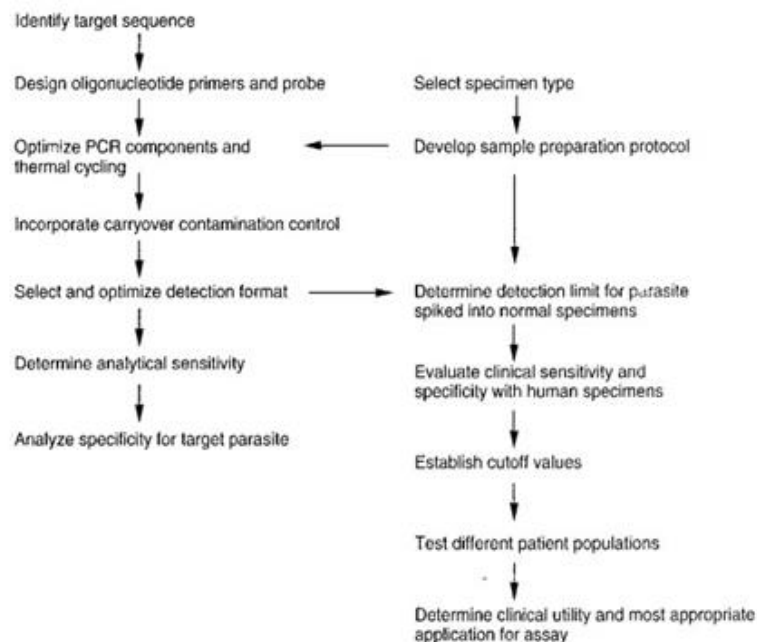 Identify target sequence
Design oligonucleotide primers and probe
Optimize PCR components and
thermal cycling
Incorporate carryover contamination control
Select and optimize detection format
Determine analytical sensitivity
Analyze specificity for target parasite
Select specimen type
Develop sample preparation protocol
Determine detection limit for parasite
spiked into normal specimens
Evaluate clinical sensitivity and
specificity with human specimens
Establish cutoff values
Test different patient populations
Determine clinical utility and most appropriate
application for assay